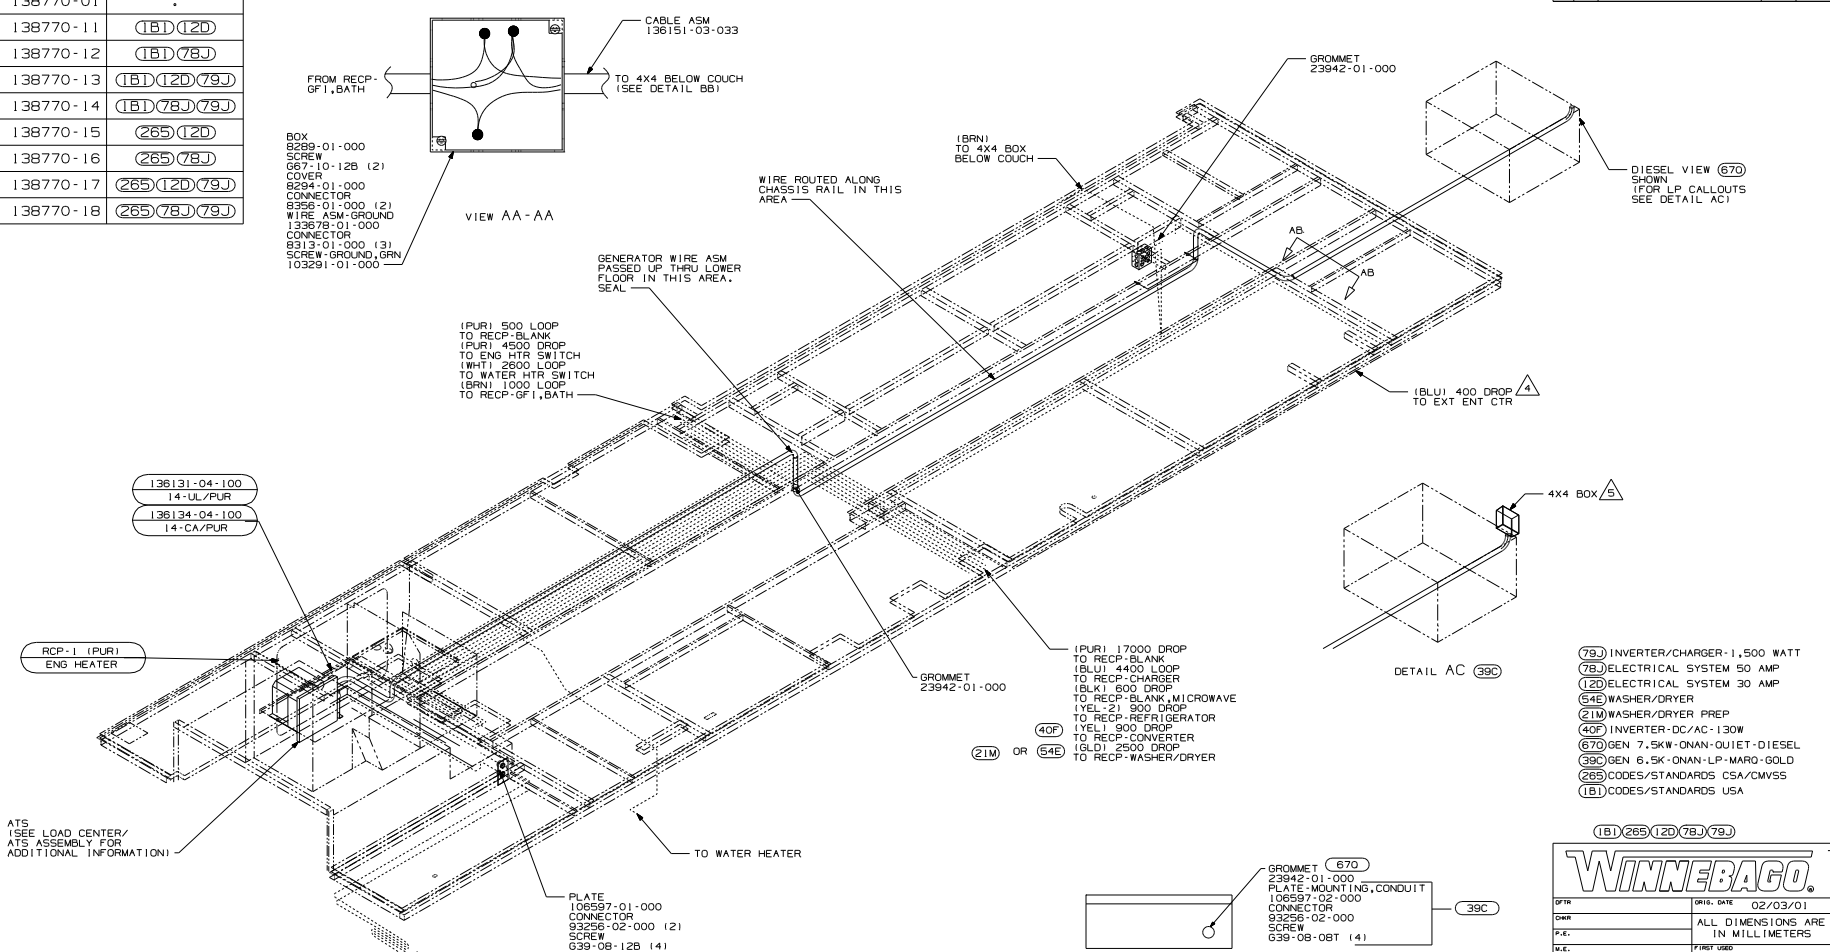 138770-01
138770-11 1B1 12D
138770-12 1B1 78J
138770-13 1B1 12D 79J
138770-14 1B1 78J 79J
138770-15 265 12D
138770-16 265 78J
138770-17 265 12D 79J
138770-18 265 78J 79J
CABLE ASM
136151-03-033
FROM RECP-
GFI,BATH
TO 4X4 BELOW COUCH
(SEE DETAIL BB)
BOX
8289-01-000
SCREW
G67-10-12B (2)
COVER
8294-01-000
CONNECTOR
8356-01-000 (2)
WIRE ASM-GROUND
133678-01-000
CONNECTOR
8313-01-000 (3)
SCREW-GROUND,GRN
103291-01-000
VIEW AA-AA
GROMMET
23942-01-000
(BRN)
TO 4X4 BOX
BELOW COUCH
WIRE ROUTED ALONG
CHASSIS RAIL IN THIS
AREA
DIESEL VIEW 67Q
SHOWN
(FOR LP CALLOUTS
SEE DETAIL AC)
AB
AB
GENERATOR WIRE ASM
PASSED UP THRU LOWER
FLOOR IN THIS AREA.
SEAL
(PUR) 500 LOOP
TO RECP-BLANK
(PUR) 4500 DROP
TO ENG HTR SWITCH
(WHT) 2600 LOOP
TO WATER HTR SWITCH
(BRN) 1000 LOOP
TO RECP-GFI,BATH
(BLU) 400 DROP 4
TO EXT ENT CTR
136131-04-100
14-UL/PUR
136134-04-100
14-CA/PUR
4X4 BOX 5
RCP-1 (PUR)
ENG HEATER
GROMMET
23942-01-000
(PUR) 17000 DROP
TO RECP-BLANK
(BLU) 4400 LOOP
TO RECP-CHARGER
(BLK) 600 DROP
TO RECP-BLANK,MICROWAVE
(YEL-2) 900 DROP
TO RECP-REFRIGERATOR
40F (YEL) 900 DROP
TO RECP-CONVERTER
21M OR 54E (GLD) 2500 DROP
TO RECP-WASHER/DRYER
DETAIL AC 39C
79J INVERTER/CHARGER-1,500 WATT
78J ELECTRICAL SYSTEM 50 AMP
12D ELECTRICAL SYSTEM 30 AMP
54E WASHER/DRYER
21M WASHER/DRYER PREP
40F INVERTER-DC/AC-130W
67Q GEN 7.5KW-ONAN-QUIET-DIESEL
39C GEN 6.5K-ONAN-LP-MARQ-GOLD
265 CODES/STANDARDS CSA/CMVSS
1B1 CODES/STANDARDS USA
1B1 265 12D 78J 79J
ATS
(SEE LOAD CENTER/
ATS ASSEMBLY FOR
ADDITIONAL INFORMATION)
TO WATER HEATER
PLATE
106597-01-000
CONNECTOR
93256-02-000 (2)
SCREW
G39-08-12B (4)
GROMMET 67Q
23942-01-000
PLATE-MOUNTING,CONDUIT
106597-02-000
CONNECTOR
93256-02-000
SCREW
G39-08-08T (4)
39C
WINNEBAGO
DFTR
ORIG. DATE 02/03/01
CHKR
P.E.
ALL DIMENSIONS ARE
IN MILLIMETERS
M.E.
FIRST USED